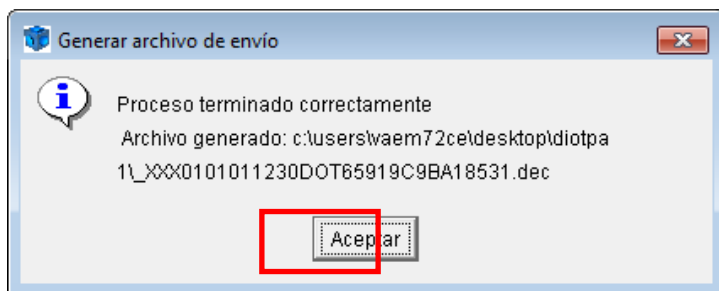 Generar archivo de envío
Proceso terminado correctamente
Archivo generado: c:\users\waem72ce\desktop\diotpa
1\_XXX0101011230DOT65919C9BA18531.dec
Aceptar